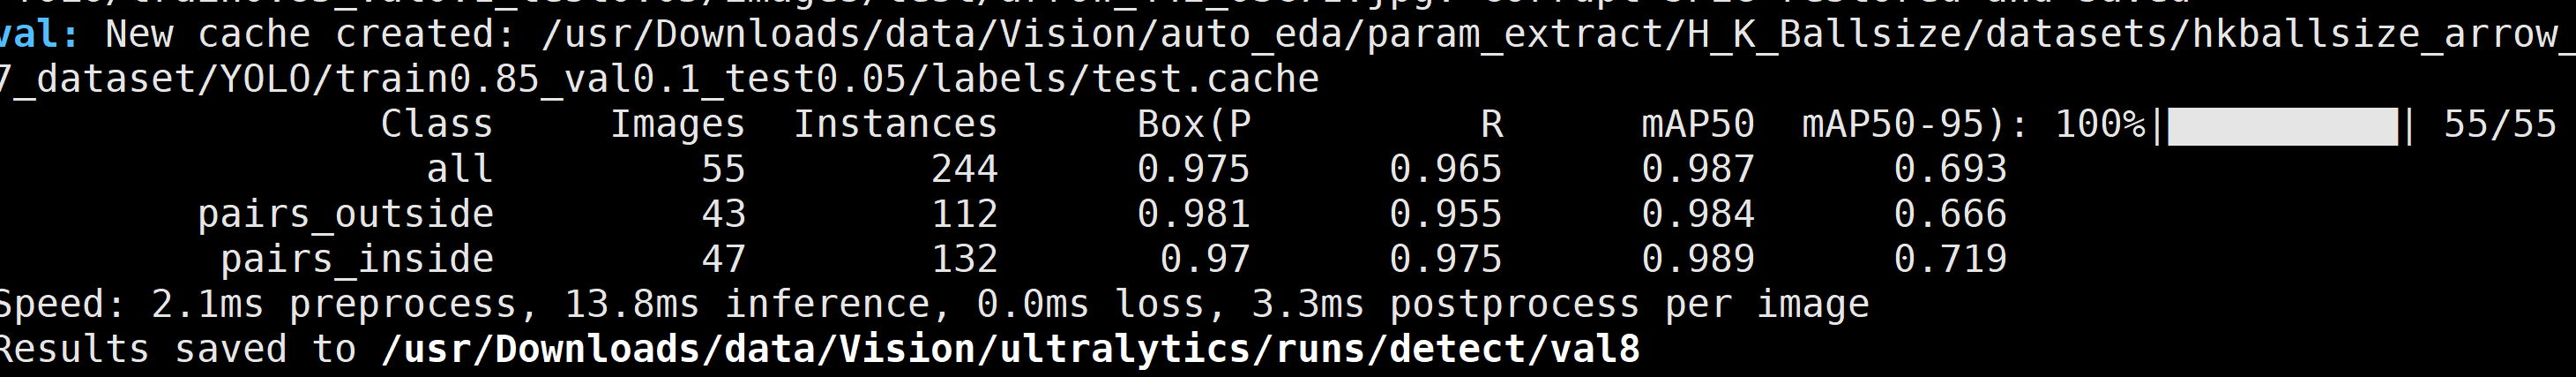 val: New cache created: /usr/Downloads/data/Vision/auto_eda/param_extract/H_K_Ballsize/datasets/hkballsize_arrow_
7_dataset/YOLO/train0.85_val0.1_test0.05/labels/test.cache
Class Images Instances Box(P R mAP50 mAP50-95): 100%|██████████| 55/55
all 55 244 0.975 0.965 0.987 0.693
pairs_outside 43 112 0.981 0.955 0.984 0.666
pairs_inside 47 132 0.97 0.975 0.989 0.719
Speed: 2.1ms preprocess, 13.8ms inference, 0.0ms loss, 3.3ms postprocess per image
Results saved to /usr/Downloads/data/Vision/ultralytics/runs/detect/val8